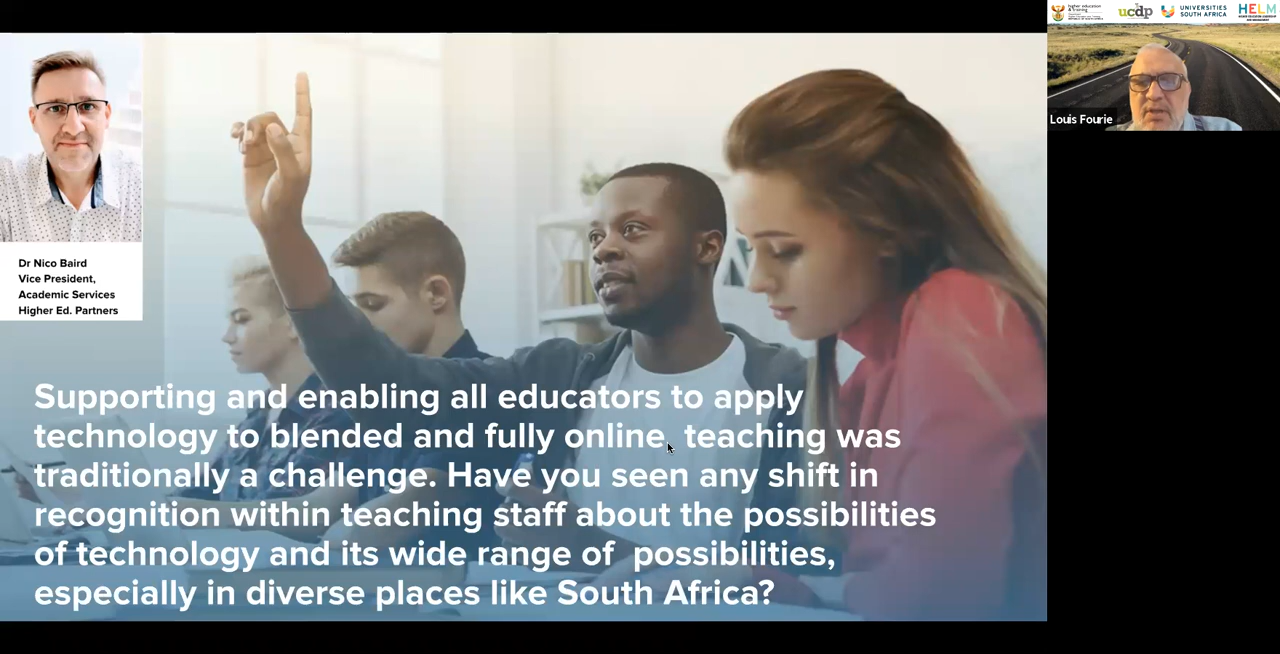 Dr Nico Baird
Vice President,
Academic Services
Higher Ed. Partners
Supporting and enabling all educators to apply
technology to blended and fully online, teaching was
traditionally a challenge. Have you seen any shift in
recognition within teaching staff about the possibilities
of technology and its wide range of  possibilities,
especially in diverse places like South Africa?
higher education
& training
ucdp
UNIVERSITIES
SOUTH AFRICA
HELM
Louis Fourie